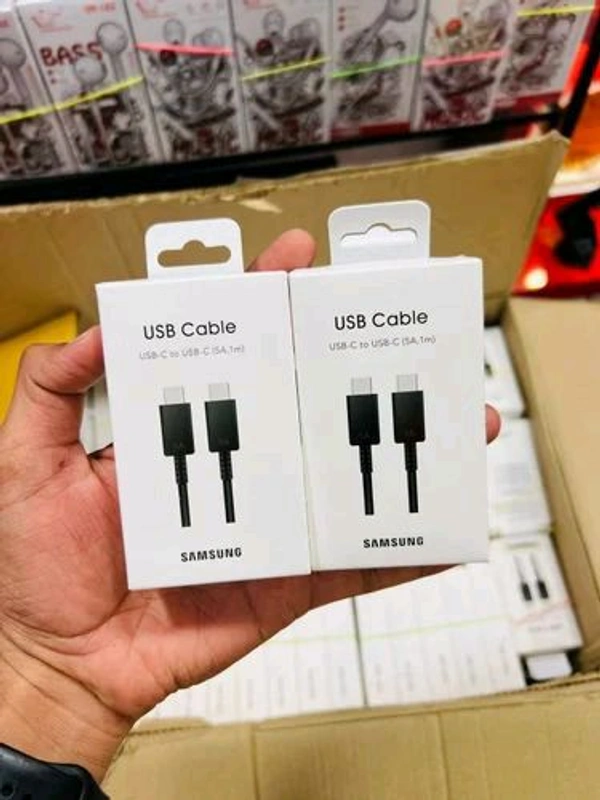 BASS
USB Cable
USB-C to USB-C (5A,1m)
SAMSUNG
USB Cable
USB-C to USB-C (5A,1m)
SAMSUNG